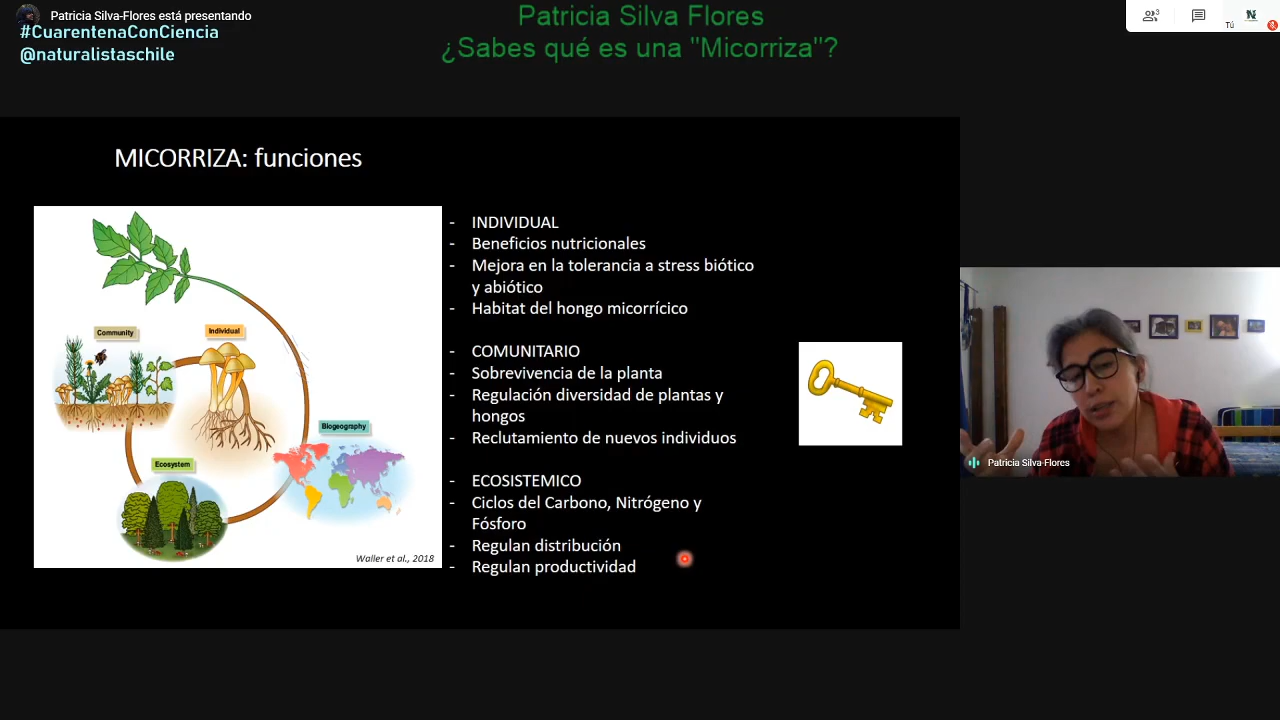 Patricia Silva-Flores está presentando
#CuarentenaConCiencia
@naturalistaschile
Patricia Silva Flores
¿Sabes qué es una "Micorriza"?
3
Tú
MICORRIZA: funciones
Community
Individual
Biogeography
Ecosystem
Waller et al., 2018
- INDIVIDUAL
- Beneficios nutricionales
- Mejora en la tolerancia a stress biótico
y abiótico
- Habitat del hongo micorrícico
- COMUNITARIO
- Sobrevivencia de la planta
- Regulación diversidad de plantas y
hongos
- Reclutamiento de nuevos individuos
- ECOSISTEMICO
- Ciclos del Carbono, Nitrógeno y
Fósforo
- Regulan distribución
- Regulan productividad
Patricia Silva-Flores